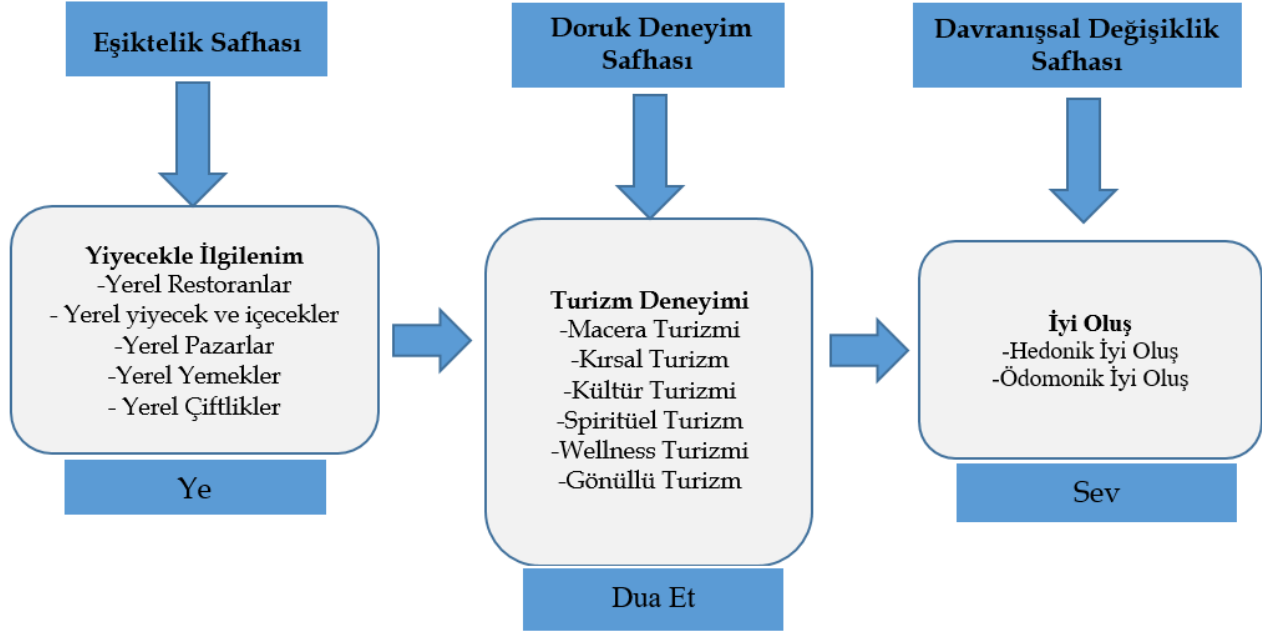 Eşiktelik Safhası
Doruk Deneyim
Safhası
Davranışsal Değişiklik
Safhası
Yiyecekle İlgilenim
-Yerel Restoranlar
- Yerel yiyecek ve içecekler
-Yerel Pazarlar
-Yerel Yemekler
- Yerel Çiftlikler
Ye
Turizm Deneyimi
-Macera Turizmi
-Kırsal Turizm
-Kültür Turizmi
-Spiritüel Turizm
-Wellness Turizmi
-Gönüllü Turizm
Dua Et
İyi Oluş
-Hedonik İyi Oluş
-Ödomonik İyi Oluş
Sev